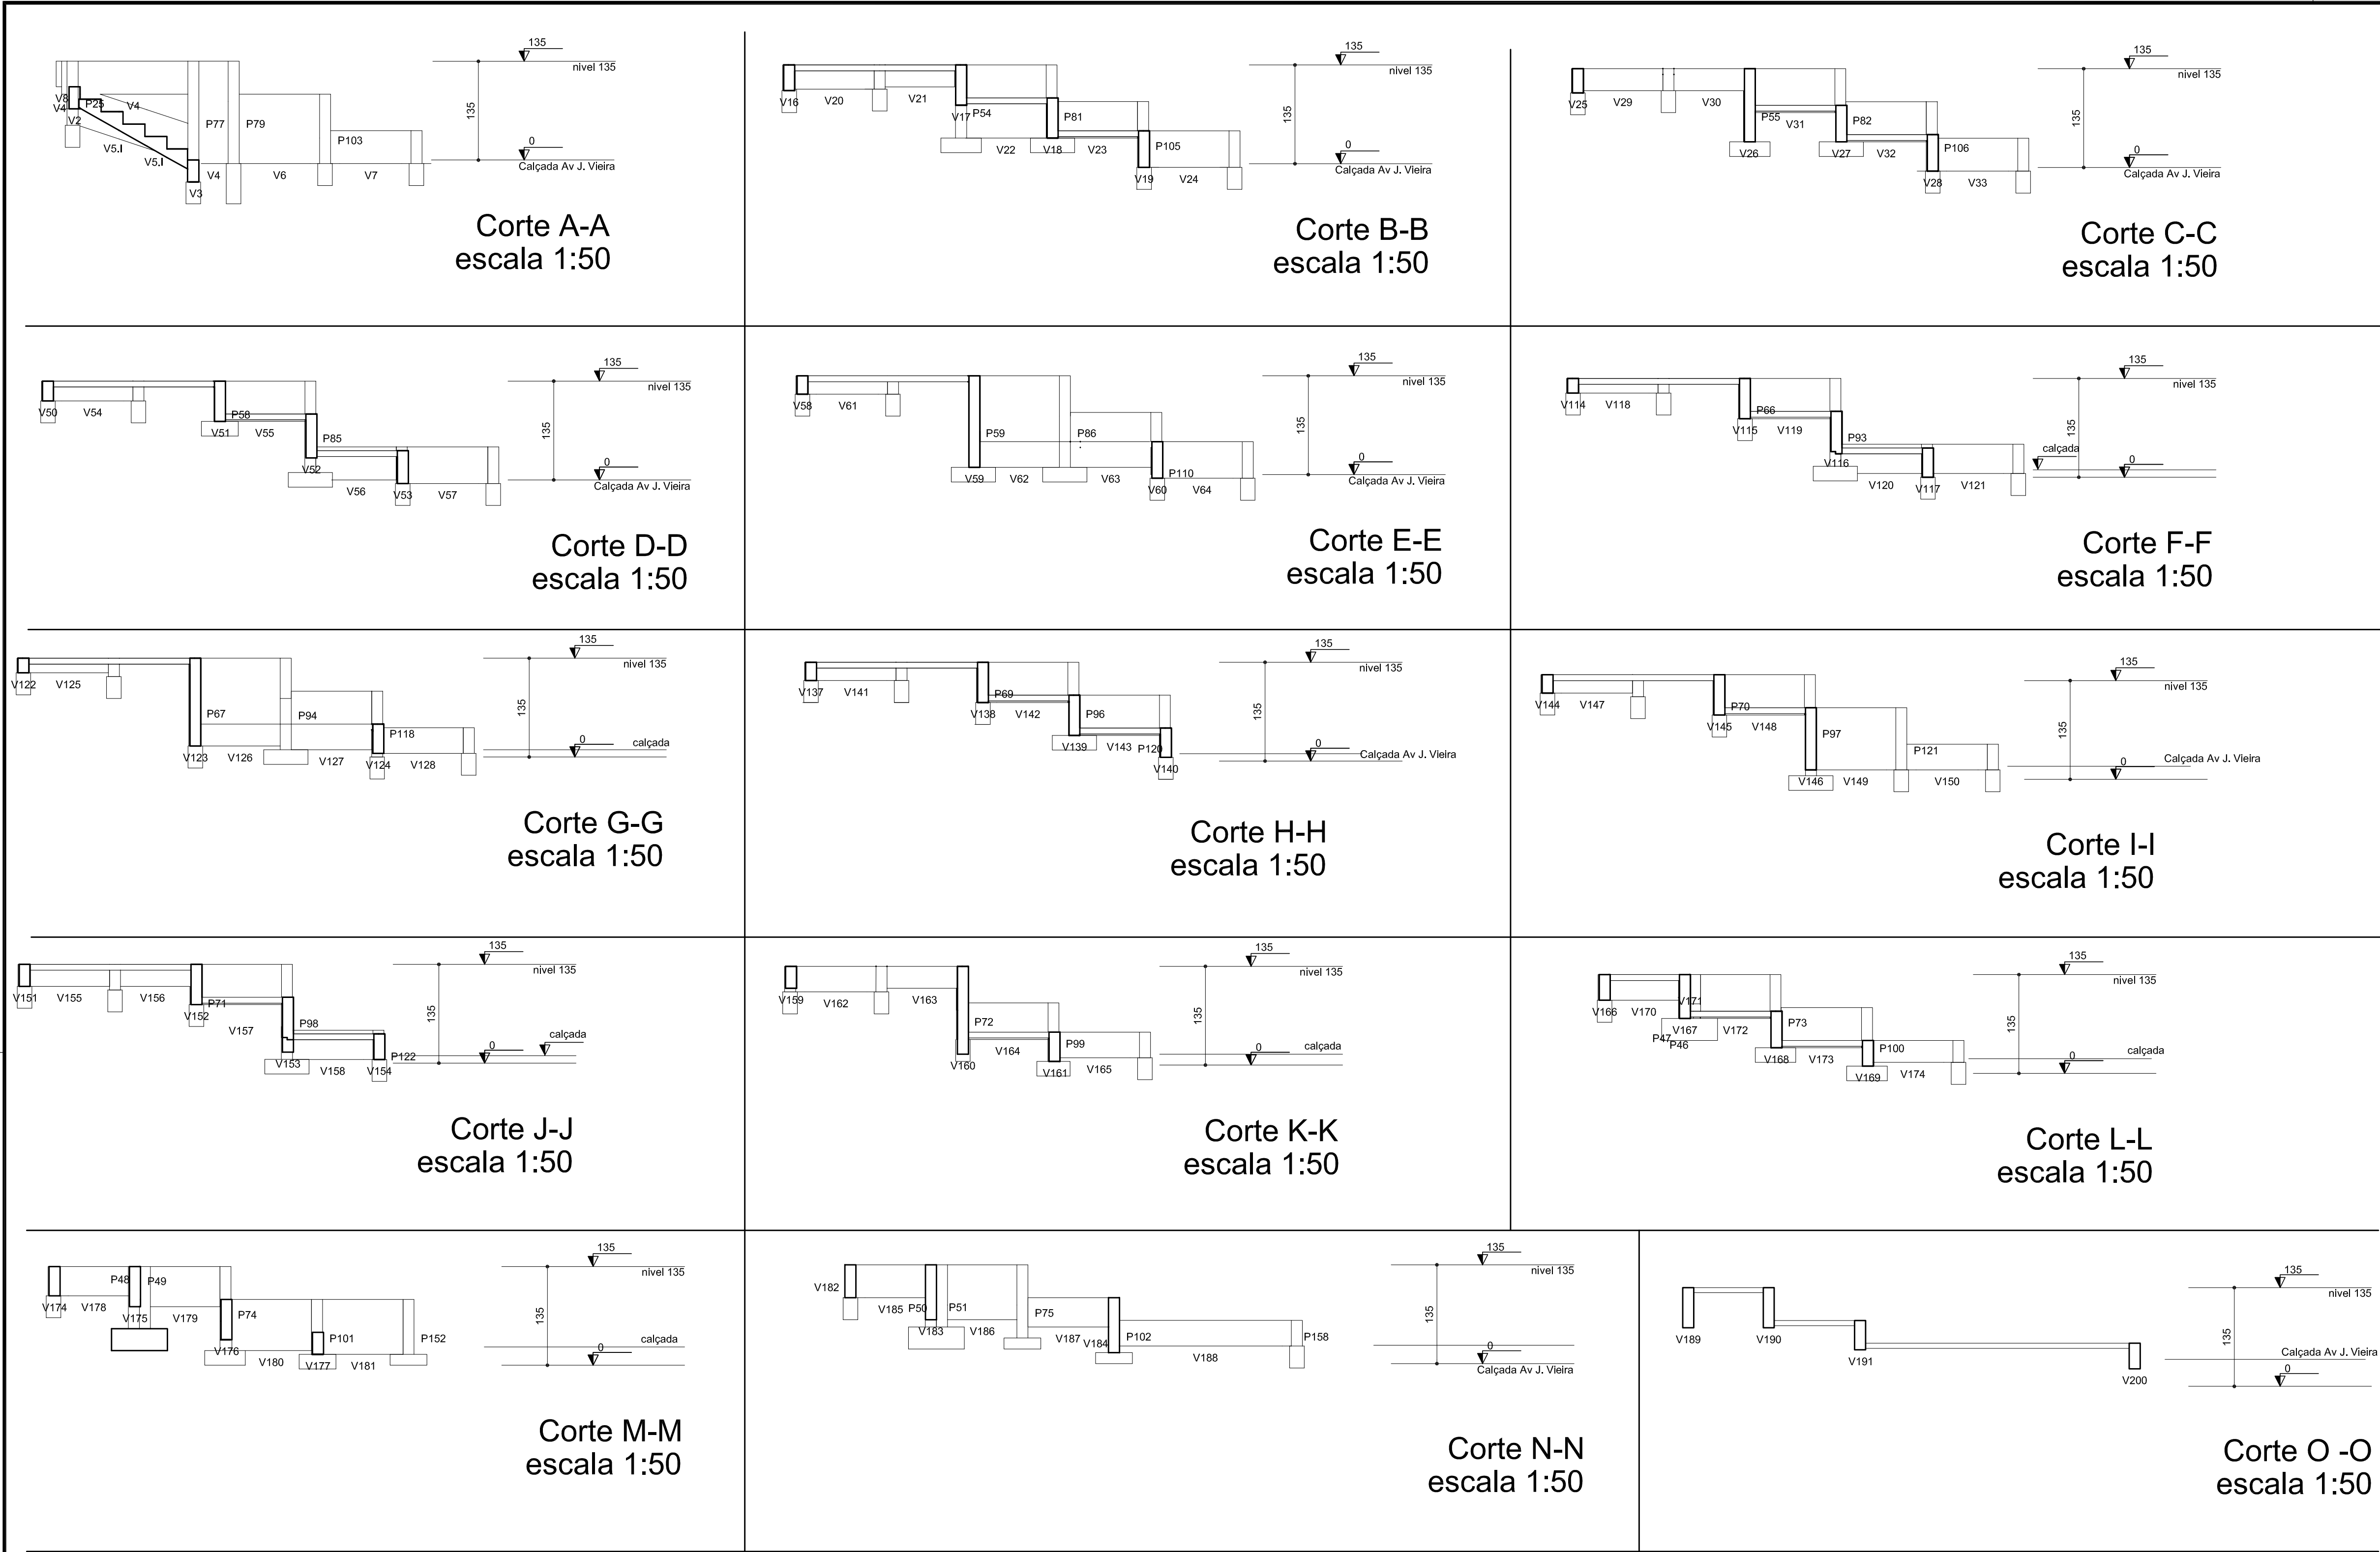 135
nivel 135
135
0
Calçada Av J. Vieira
V8
V4
P25
V4
V2
V5.I
V5.I
P77
P79
P103
V3
V4
V6
V7
Corte A-A
escala 1:50
135
nivel 135
135
0
Calçada Av J. Vieira
V16
V20
V21
V17
P54
P81
P105
V22
V18
V23
V19
V24
Corte B-B
escala 1:50
135
nivel 135
135
0
Calçada Av J. Vieira
V25
V29
V30
P55
V31
P82
V26
V27
V32
P106
V28
V33
Corte C-C
escala 1:50
135
nivel 135
135
0
Calçada Av J. Vieira
V50
V54
P58
V51
V55
P85
V52
V56
V53
V57
Corte D-D
escala 1:50
135
nivel 135
135
0
Calçada Av J. Vieira
V58
V61
P59
P86
V59
V62
V63
P110
V60
V64
Corte E-E
escala 1:50
135
nivel 135
135
calçada
0
V114
V118
P66
V115
V119
P93
V116
V120
V117
V121
Corte F-F
escala 1:50
135
nivel 135
135
0
calçada
V122
V125
P67
P94
P118
V123
V126
V127
V124
V128
Corte G-G
escala 1:50
135
nivel 135
135
0
Calçada Av J. Vieira
V137
V141
P69
V138
V142
P96
V139
V143
P120
V140
Corte H-H
escala 1:50
135
nivel 135
135
0
Calçada Av J. Vieira
V144
V147
P70
V145
V148
P97
P121
V146
V149
V150
Corte I-I
escala 1:50
135
nivel 135
135
0
calçada
V151
V155
V156
P71
V152
V157
P98
P122
V153
V158
V154
Corte J-J
escala 1:50
135
nivel 135
135
0
calçada
V159
V162
V163
P72
V164
P99
V160
V161
V165
Corte K-K
escala 1:50
135
nivel 135
135
0
calçada
V166
V170
V171
V167
V172
P73
P47
P46
V168
V173
P100
V169
V174
Corte L-L
escala 1:50
135
nivel 135
135
0
calçada
P48
P49
V174
V178
V175
V179
P74
V176
P101
P152
V180
V177
V181
Corte M-M
escala 1:50
135
nivel 135
135
0
Calçada Av J. Vieira
V182
V185
P50
P51
P75
V183
V186
V187
V184
P102
P158
V188
Corte N-N
escala 1:50
135
nivel 135
135
Calçada Av J. Vieira
0
V189
V190
V191
V200
Corte O -O
escala 1:50